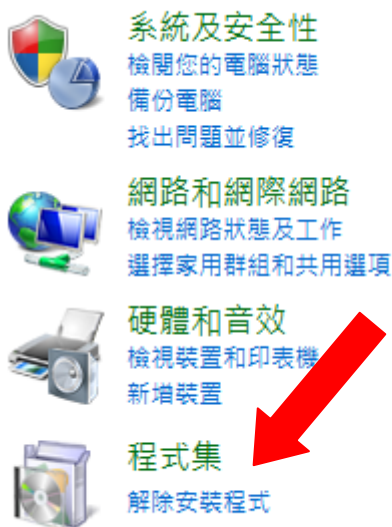 系統及安全性
檢閱您的電腦狀態
備份電腦
找出問題並修復
網路和網際網路
檢視網路狀態及工作
選擇家用群組和共用選項
硬體和音效
檢視裝置和印表機
新增裝置
程式集
解除安裝程式